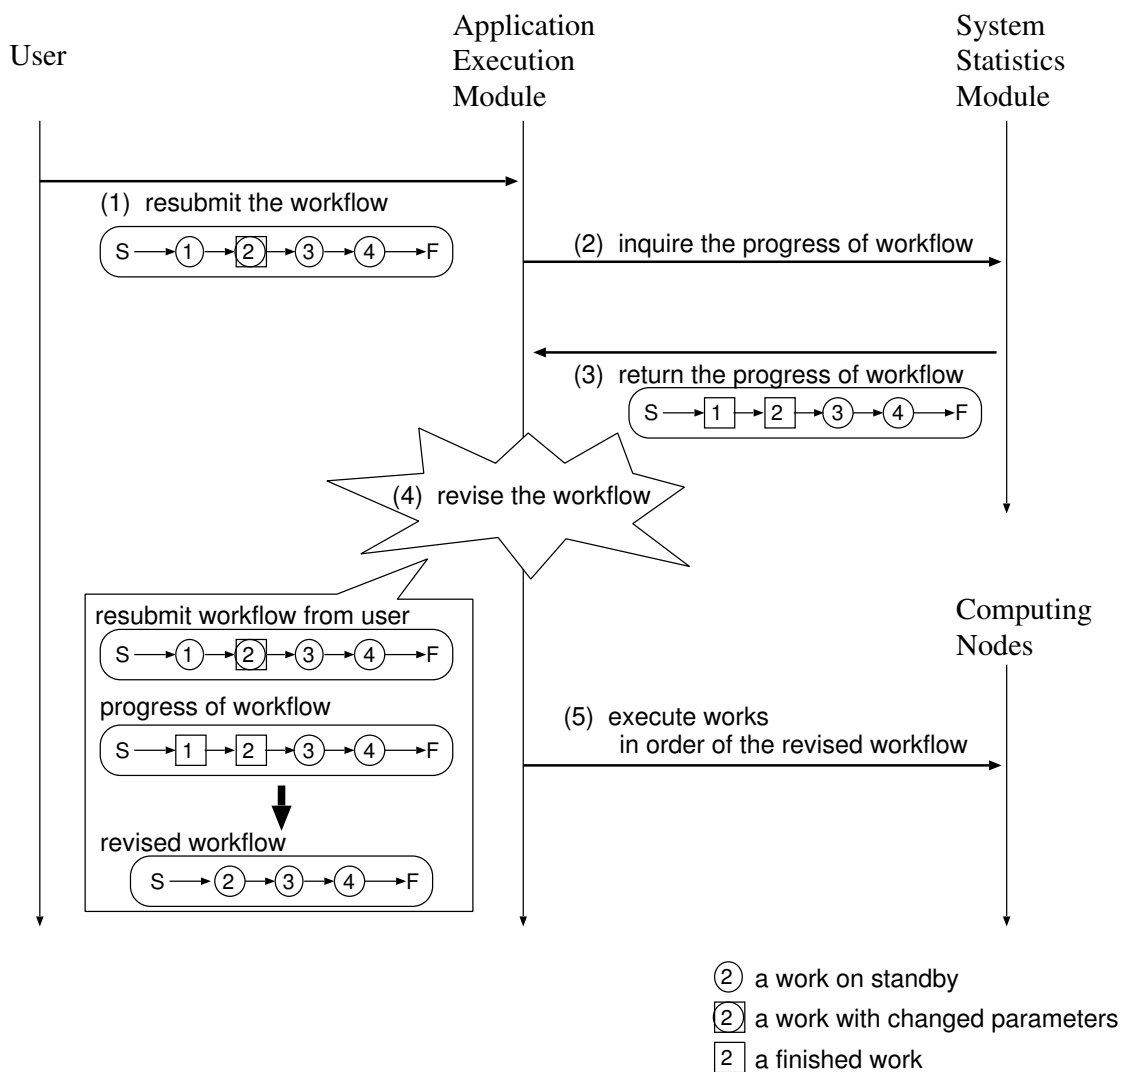 User
Application
Execution
Module
System
Statistics
Module
(1) resubmit the workflow
S 1 2 3 4 F
(2) inquire the progress of workflow
(3) return the progress of workflow
S 1 2 3 4 F
(4) revise the workflow
resubmit workflow from user
S 1 2 3 4 F
progress of workflow
S 1 2 3 4 F
revised workflow
S 2 3 4 F
Computing
Nodes
(5) execute works
in order of the revised workflow
2 a work on standby
2 a work with changed parameters
2 a finished work